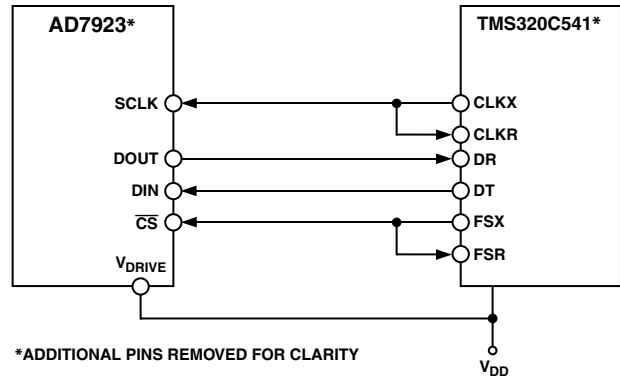 AD7923*
TMS320C541*
SCLK
CLKX
CLKR
DOUT
DR
DIN
DT
CS
FSX
VDRIVE
FSR
*ADDITIONAL PINS REMOVED FOR CLARITY
VDD